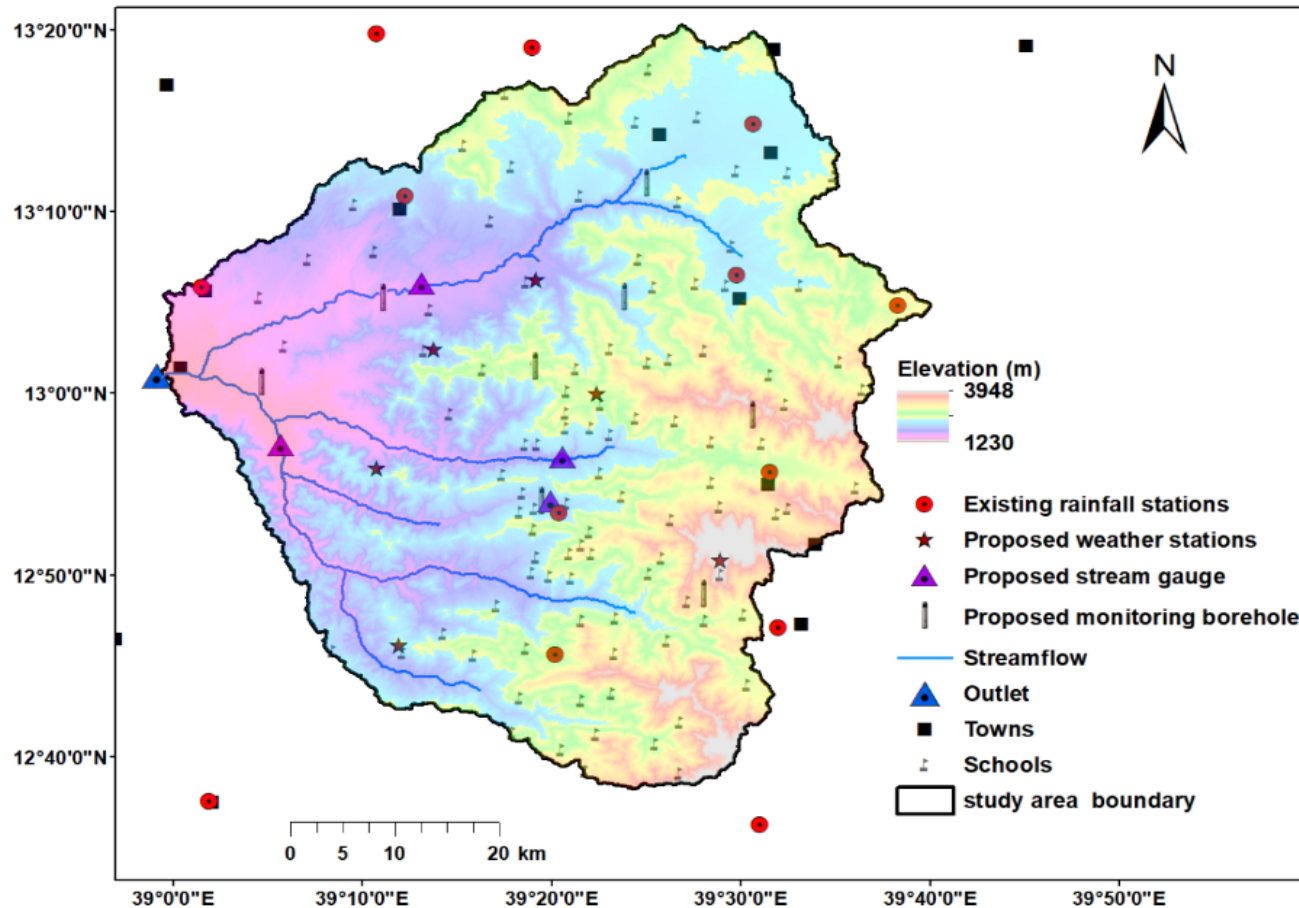 13°20'0"N
N
13°10'0"N
13°0'0"N
12°50'0"N
12°40'0"N
Elevation (m)
3948
1230
Existing rainfall stations
Proposed weather stations
Proposed stream gauge
Proposed monitoring borehole
Streamflow
Outlet
Towns
Schools
study area boundary
0 5 10 20 km
39°0'0"E 39°10'0"E 39°20'0"E 39°30'0"E 39°40'0"E 39°50'0"E